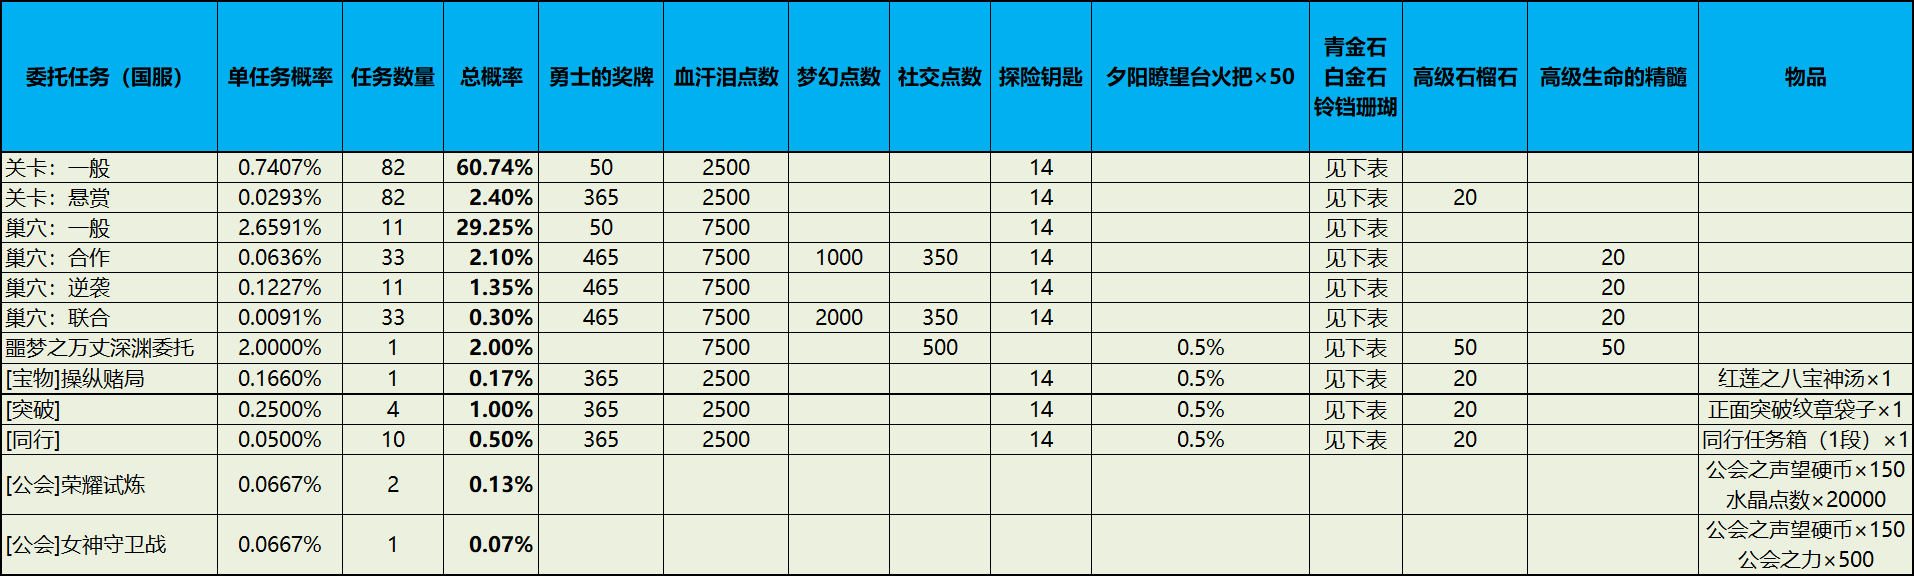 委托任务（国服） 单任务概率 任务数量 总概率 勇士的奖牌 血汗泪点数 梦幻点数 社交点数 探险钥匙 夕阳瞭望台火把×50 青金石 白金石 铃铛珊瑚 高级石榴石 高级生命的精髓 物品
关卡：一般 0.7407% 82 60.74% 50 2500 14 见下表
关卡：悬赏 0.0293% 82 2.40% 365 2500 14 见下表 20
巢穴：一般 2.6591% 11 29.25% 50 7500 14 见下表
巢穴：合作 0.0636% 33 2.10% 465 7500 1000 350 14 见下表 20
巢穴：逆袭 0.1227% 11 1.35% 465 7500 14 见下表 20
巢穴：联合 0.0091% 33 0.30% 465 7500 2000 350 14 见下表 20
噩梦之万丈深渊委托 2.0000% 1 2.00% 7500 500 0.5% 见下表 50 50
[宝物]操纵赌局 0.1660% 1 0.17% 365 2500 14 0.5% 见下表 20 红莲之八宝神汤×1
[突破] 0.2500% 4 1.00% 365 2500 14 0.5% 见下表 20 正面突破纹章袋子×1
[同行] 0.0500% 10 0.50% 365 2500 14 0.5% 见下表 20 同行任务箱（1段）×1
[公会]荣耀试炼 0.0667% 2 0.13% 公会之声望硬币×150
水晶点数×20000
[公会]女神守卫战 0.0667% 1 0.07% 公会之声望硬币×150
公会之力×500